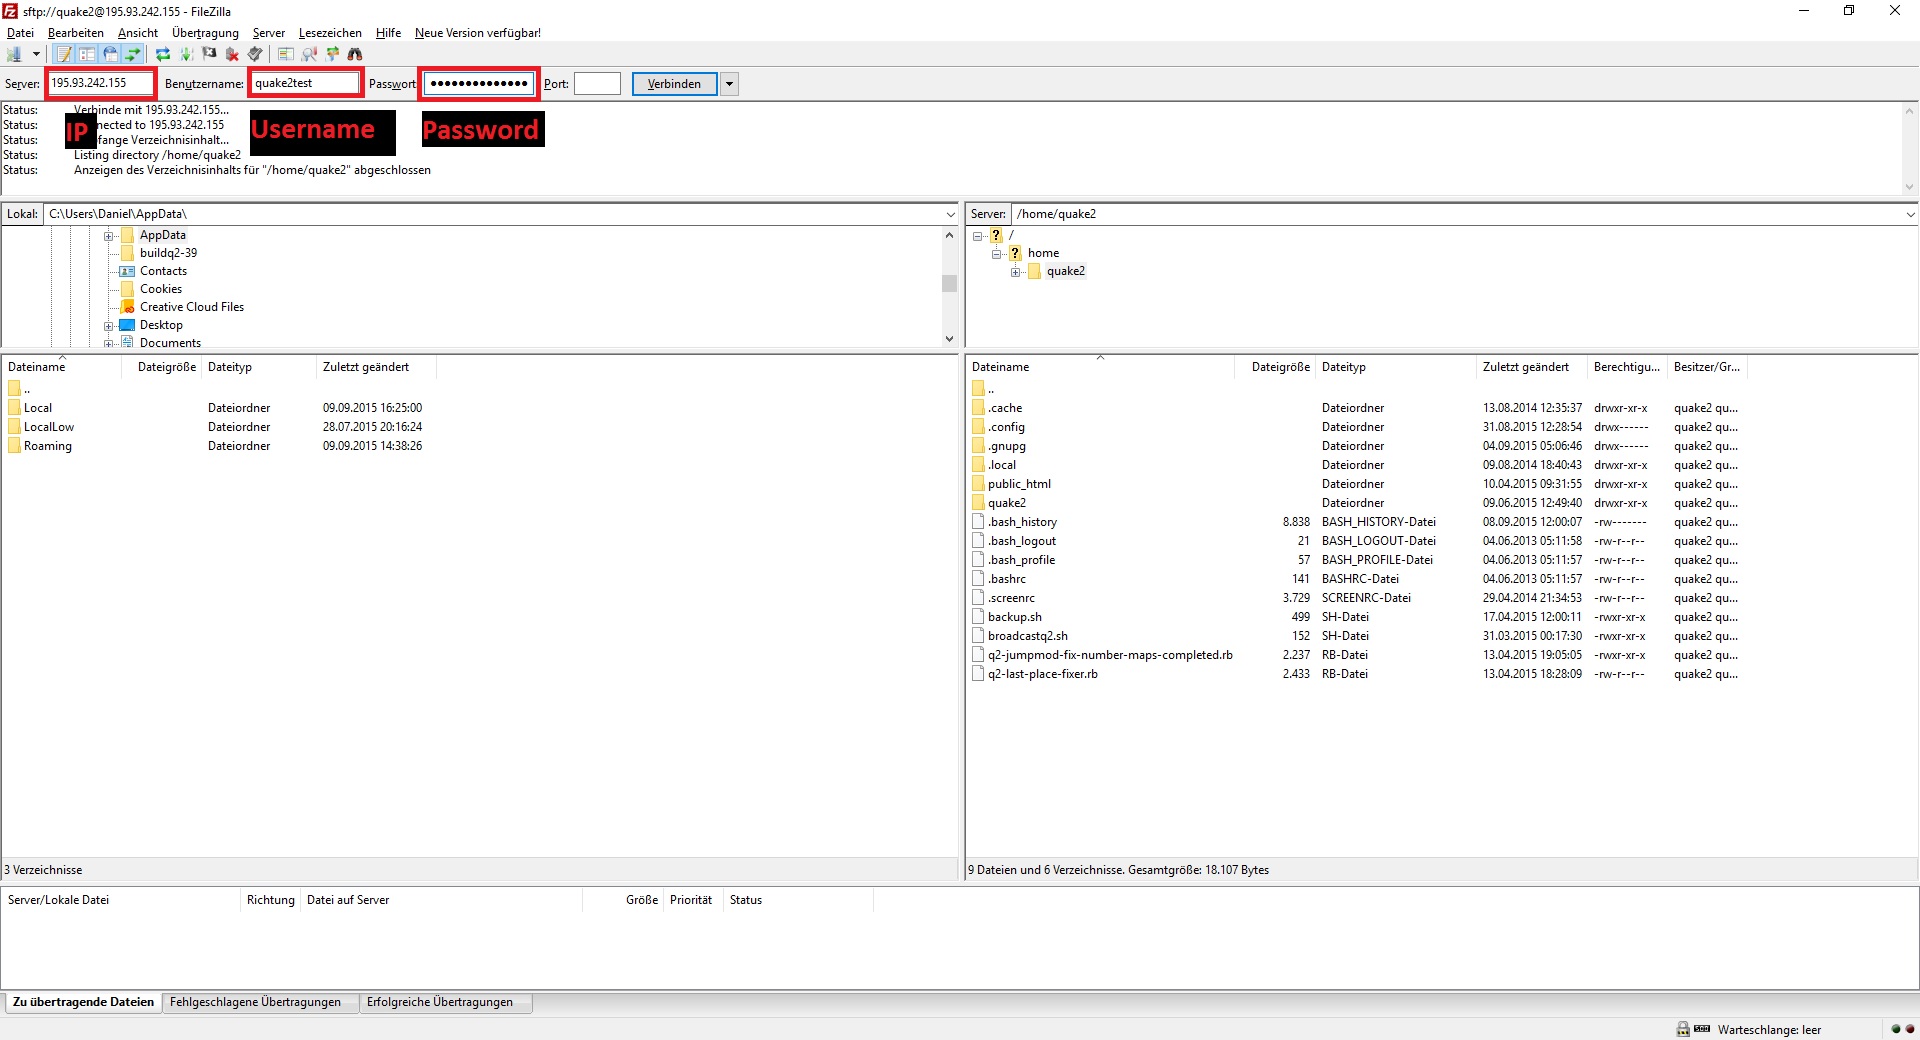 sftp://quake2@195.93.242.155 - FileZilla
Datei Bearbeiten Ansicht Übertragung Server Lesezeichen Hilfe Neue Version verfügbar!
Server: 195.93.242.155 Benutzername: quake2test Passwort: ●●●●●●●●●●●●●● Port: Verbinden
Status: Verbinde mit 195.93.242.155...
Status: nnected to 195.93.242.155
Status: fange Verzeichnisinhalt...
Status: Listing directory /home/quake2
Status: Anzeigen des Verzeichnisinhalts für "/home/quake2" abgeschlossen
IP
Username
Password
Lokal: C:\Users\Daniel\AppData\
AppData
buildq2-39
Contacts
Cookies
Creative Cloud Files
Desktop
Documents
Server: /home/quake2
/
home
quake2
Dateiname Dateigröße Dateityp Zuletzt geändert
..
Local Dateiordner 09.09.2015 16:25:00
LocalLow Dateiordner 28.07.2015 20:16:24
Roaming Dateiordner 09.09.2015 14:38:26
3 Verzeichnisse
Dateiname Dateigröße Dateityp Zuletzt geändert Berechtigu... Besitzer/Gr...
..
.cache Dateiordner 13.08.2014 12:35:37 drwxr-xr-x quake2 qu...
.config Dateiordner 31.08.2015 12:28:54 drwx------ quake2 qu...
.gnupg Dateiordner 04.09.2015 05:06:46 drwx------ quake2 qu...
.local Dateiordner 09.08.2014 18:40:43 drwxr-xr-x quake2 qu...
public_html Dateiordner 10.04.2015 09:31:55 drwxr-xr-x quake2 qu...
quake2 Dateiordner 09.06.2015 12:49:40 drwxr-xr-x quake2 qu...
.bash_history 8.838 BASH_HISTORY-Datei 08.09.2015 12:00:07 -rw------- quake2 qu...
.bash_logout 21 BASH_LOGOUT-Datei 04.06.2013 05:11:58 -rw-r--r-- quake2 qu...
.bash_profile 57 BASH_PROFILE-Datei 04.06.2013 05:11:57 -rw-r--r-- quake2 qu...
.bashrc 141 BASHRC-Datei 04.06.2013 05:11:57 -rw-r--r-- quake2 qu...
.screenrc 3.729 SCREENRC-Datei 29.04.2014 21:34:53 -rw-r--r-- quake2 qu...
backup.sh 499 SH-Datei 17.04.2015 12:00:11 -rwxr-xr-x quake2 qu...
broadcastq2.sh 152 SH-Datei 31.03.2015 00:17:30 -rwxr-xr-x quake2 qu...
q2-jumpmod-fix-number-maps-completed.rb 2.237 RB-Datei 13.04.2015 19:05:05 -rwxr-xr-x quake2 qu...
q2-last-place-fixer.rb 2.433 RB-Datei 13.04.2015 18:28:09 -rw-r--r-- quake2 qu...
9 Dateien und 6 Verzeichnisse. Gesamtgröße: 18.107 Bytes
Server/Lokale Datei Richtung Datei auf Server Größe Priorität Status
Zu übertragende Dateien Fehlgeschlagene Übertragungen Erfolgreiche Übertragungen
Warteschlange: leer